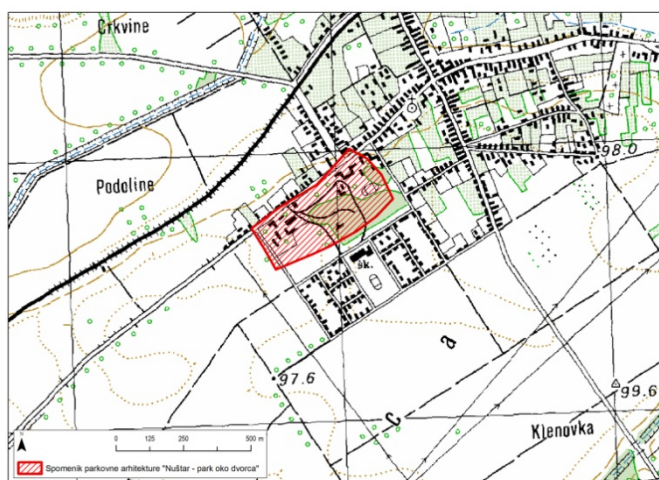 Crkvine
98.0
Podoline
šk.
a
97.6
c
99.6
Klenovka
N
0 125 250 500 m
Spomenik parkovne arhitekture "Nuštar - park oko dvorca"